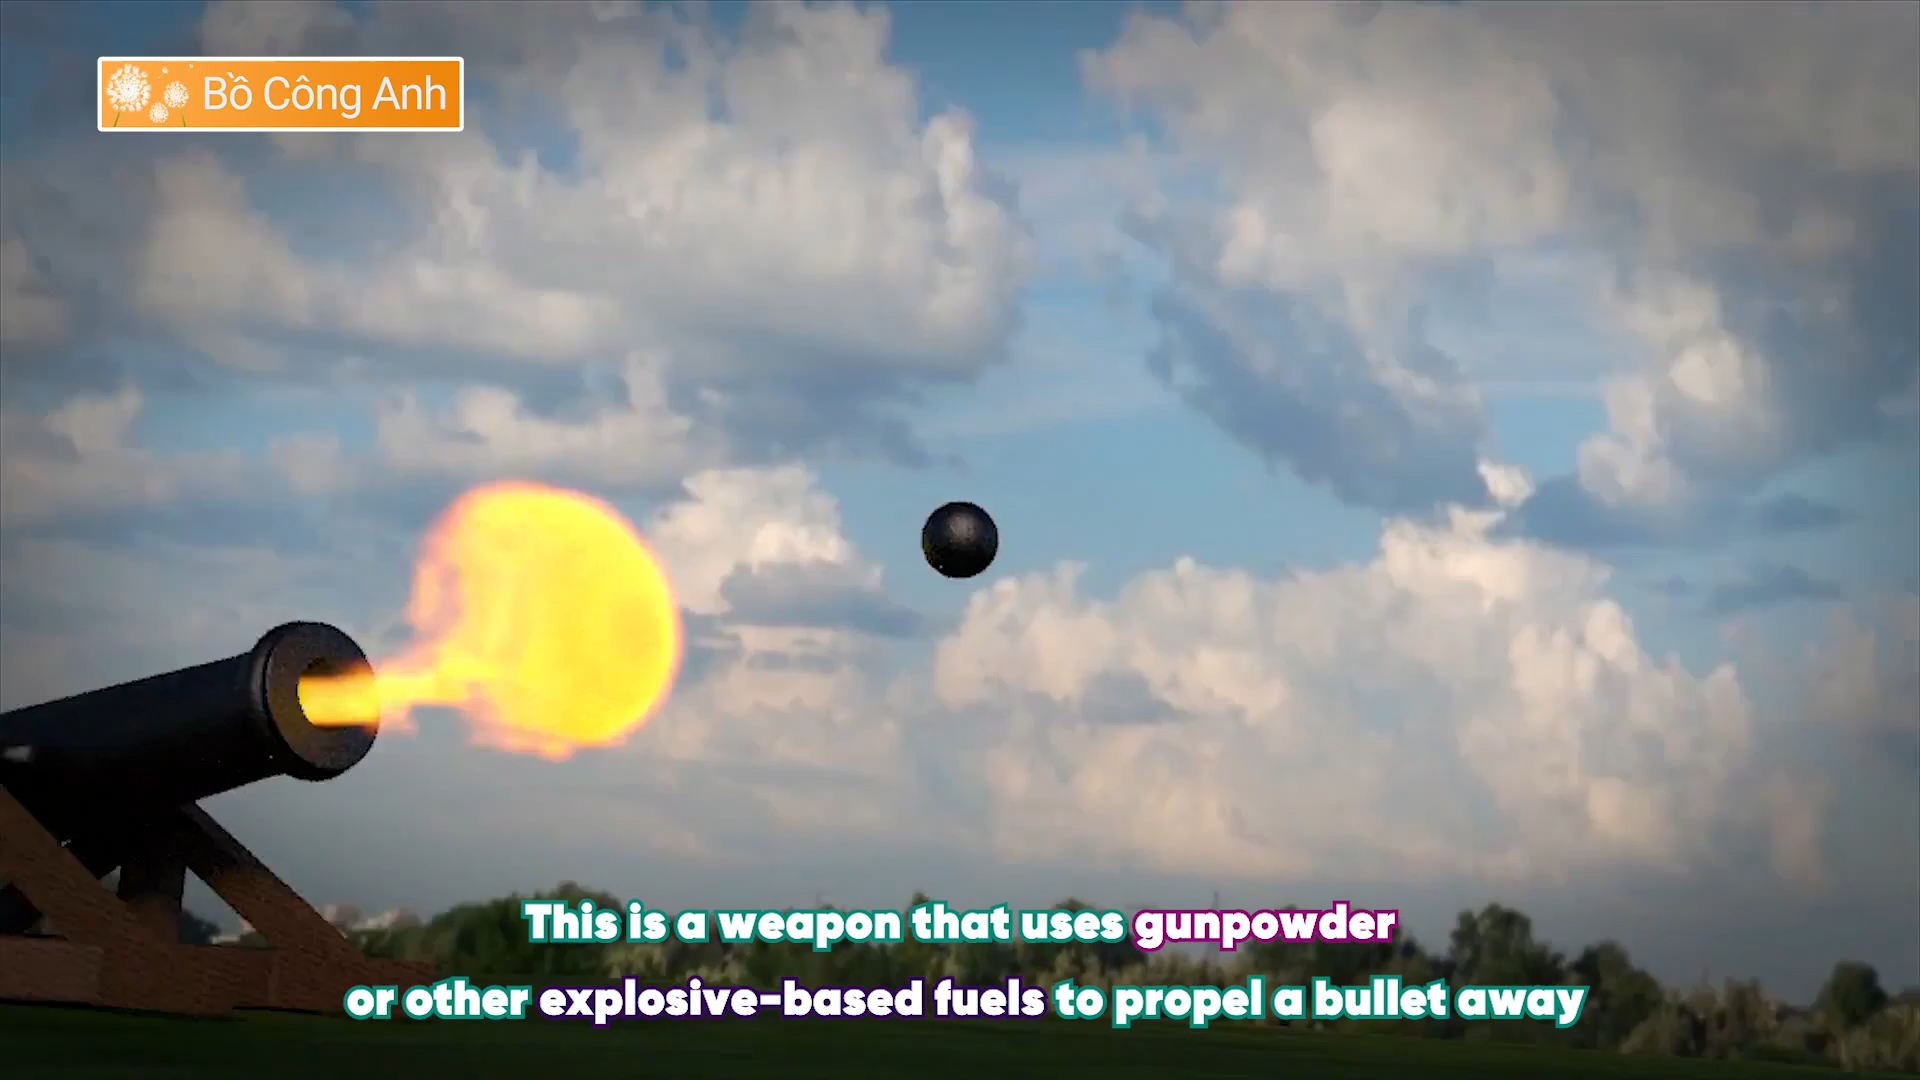 Bồ Công Anh
This is a weapon that uses gunpowder
or other explosive-based fuels to propel a bullet away